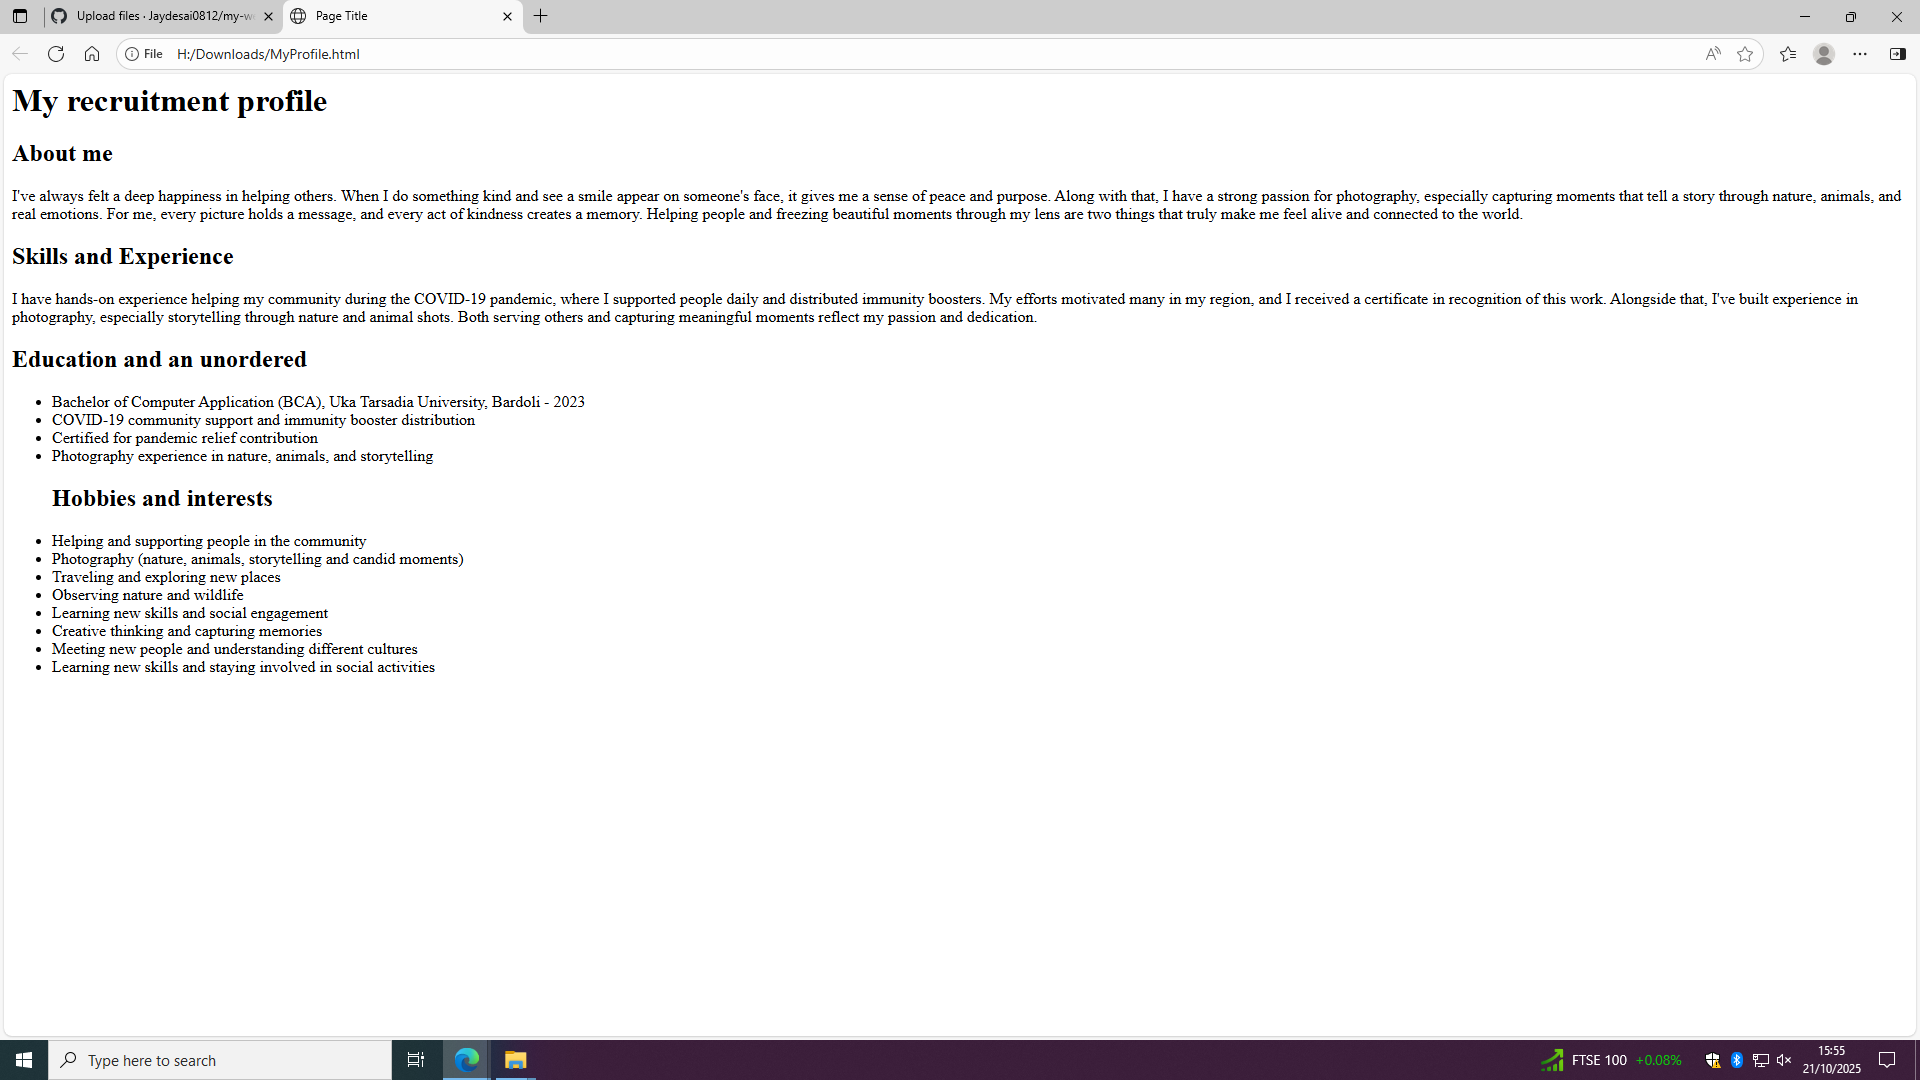 Upload files · Jaydesai0812/my-w
Page Title
File H:/Downloads/MyProfile.html
My recruitment profile
About me
I've always felt a deep happiness in helping others. When I do something kind and see a smile appear on someone's face, it gives me a sense of peace and purpose. Along with that, I have a strong passion for photography, especially capturing moments that tell a story through nature, animals, and
real emotions. For me, every picture holds a message, and every act of kindness creates a memory. Helping people and freezing beautiful moments through my lens are two things that truly make me feel alive and connected to the world.
Skills and Experience
I have hands-on experience helping my community during the COVID-19 pandemic, where I supported people daily and distributed immunity boosters. My efforts motivated many in my region, and I received a certificate in recognition of this work. Alongside that, I've built experience in
photography, especially storytelling through nature and animal shots. Both serving others and capturing meaningful moments reflect my passion and dedication.
Education and an unordered
• Bachelor of Computer Application (BCA), Uka Tarsadia University, Bardoli - 2023
• COVID-19 community support and immunity booster distribution
• Certified for pandemic relief contribution
• Photography experience in nature, animals, and storytelling
Hobbies and interests
• Helping and supporting people in the community
• Photography (nature, animals, storytelling and candid moments)
• Traveling and exploring new places
• Observing nature and wildlife
• Learning new skills and social engagement
• Creative thinking and capturing memories
• Meeting new people and understanding different cultures
• Learning new skills and staying involved in social activities
Type here to search
FTSE 100 +0.08%
15:55
21/10/2025